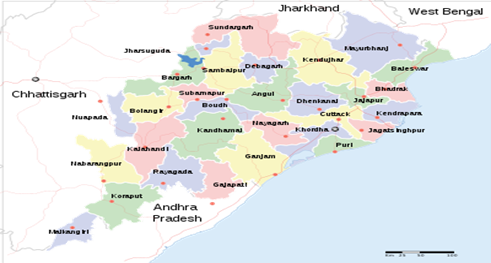 Jharkhand
West Bengal
Sundargarh
Mayurbhanj
Jharsuguda
Kendujhar
Debagarh
Sambalpur
Baleswar
Bargarh
Chhattisgarh
Subarnapur
Angul
Bhadrak
Dhenkanal
Jajapur
Bolangir
Boudh
Cuttack
Kendrapara
Nuapada
Nayagarh
Khordha
Jagatsinghpur
Kandhamal
Puri
Kalahandi
Ganjam
Nabarangpur
Rayagada
Gajapati
Koraput
Andhra
Pradesh
Malkangiri
Km 25 50 100